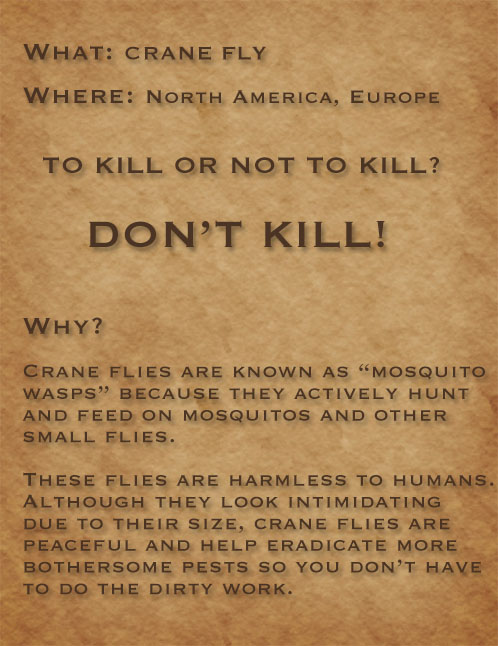 What: crane fly
Where: North America, Europe
to kill or not to kill?
don't kill!
Why?
Crane flies are known as "mosquito
wasps" because they actively hunt
and feed on mosquitos and other
small flies.
These flies are harmless to humans.
Although they look intimidating
due to their size, crane flies are
peaceful and help eradicate more
bothersome pests so you don't have
to do the dirty work.